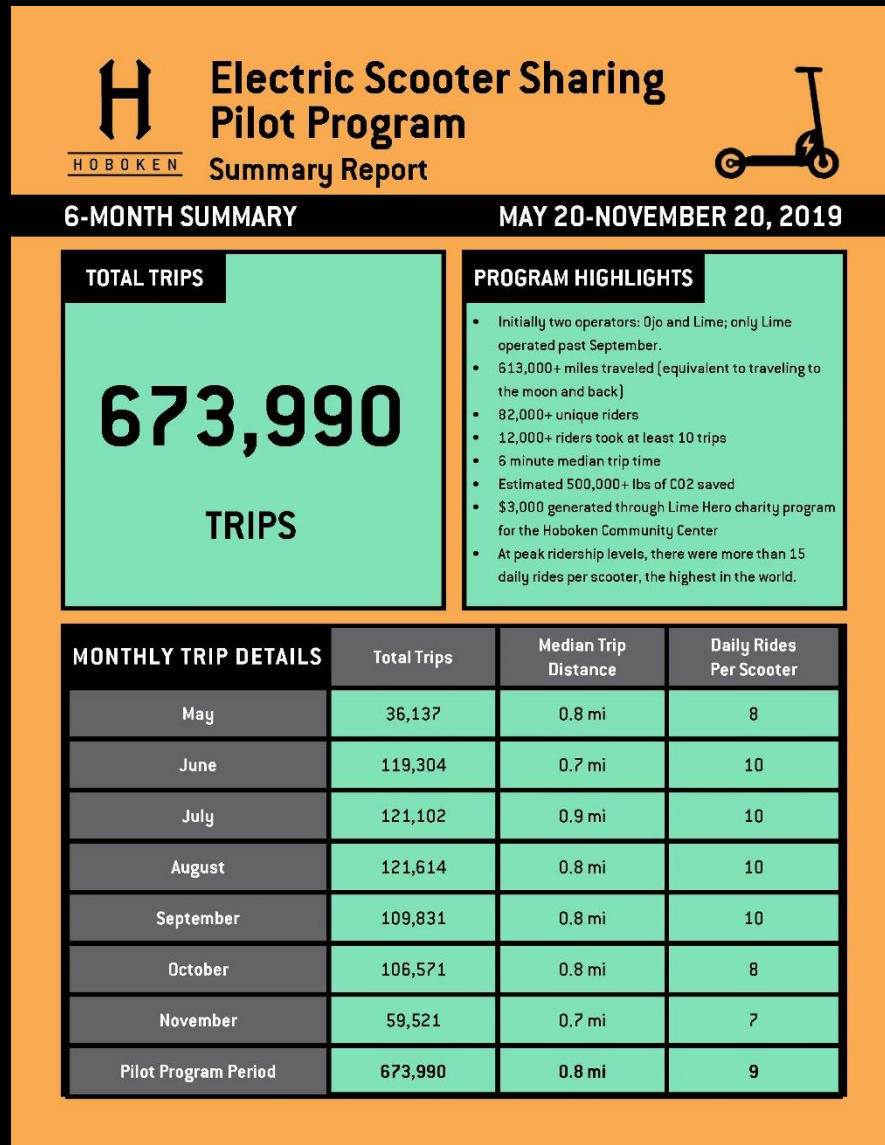 H
HOBOKEN
Electric Scooter Sharing
Pilot Program
Summary Report
6-MONTH SUMMARY MAY 20-NOVEMBER 20, 2019
TOTAL TRIPS
673,990
TRIPS
PROGRAM HIGHLIGHTS
• Initially two operators: Ojo and Lime; only Lime
operated past September.
• 613,000+ miles traveled (equivalent to traveling to
the moon and back)
• 82,000+ unique riders
• 12,000+ riders took at least 10 trips
• 6 minute median trip time
• Estimated 500,000+ lbs of CO2 saved
• $3,000 generated through Lime Hero charity program
for the Hoboken Community Center
• At peak ridership levels, there were more than 15
daily rides per scooter, the highest in the world.
MONTHLY TRIP DETAILS Total Trips Median Trip Distance Daily Rides Per Scooter
May 36,137 0.8 mi 8
June 119,304 0.7 mi 10
July 121,102 0.9 mi 10
August 121,614 0.8 mi 10
September 109,831 0.8 mi 10
October 106,571 0.8 mi 8
November 59,521 0.7 mi 7
Pilot Program Period 673,990 0.8 mi 9